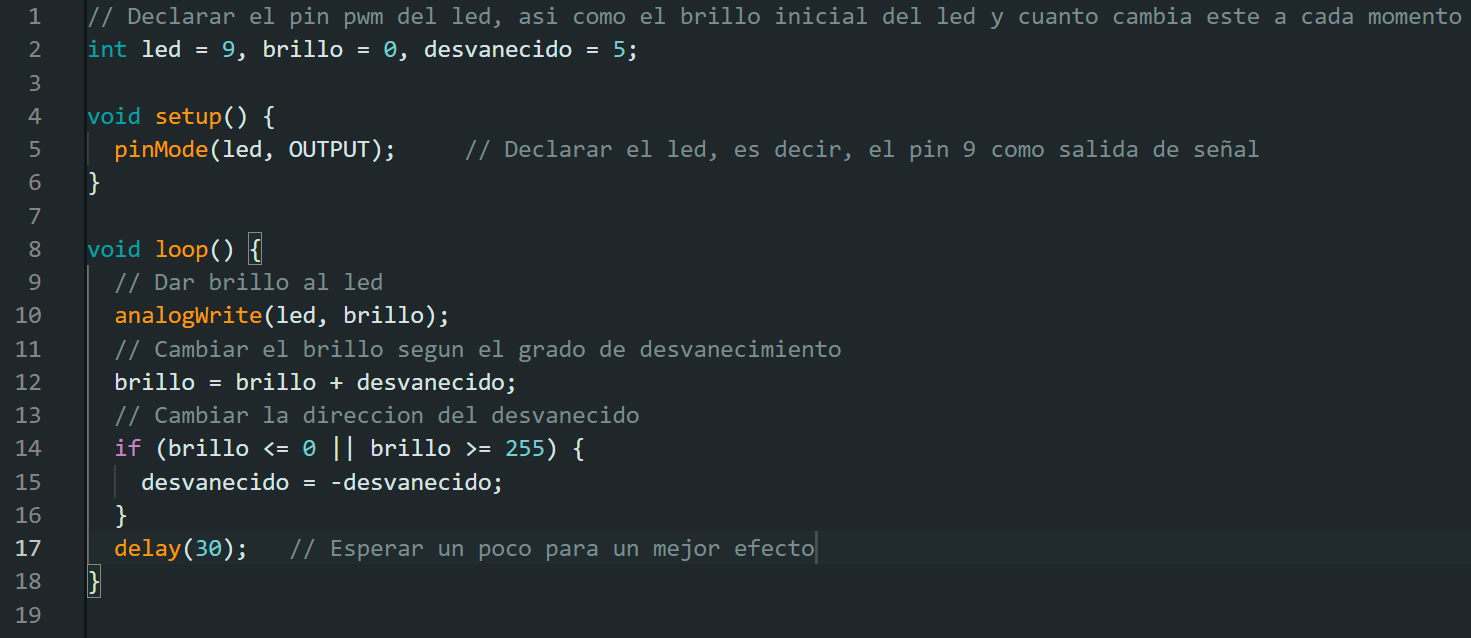 1 // Declarar el pin pwm del led, asi como el brillo inicial del led y cuanto cambia este a cada momento
2 int led = 9, brillo = 0, desvanecido = 5;
3
4 void setup() {
5   pinMode(led, OUTPUT);     // Declarar el led, es decir, el pin 9 como salida de señal
6 }
7
8 void loop() {
9   // Dar brillo al led
10   analogWrite(led, brillo);
11   // Cambiar el brillo segun el grado de desvanecimiento
12   brillo = brillo + desvanecido;
13   // Cambiar la direccion del desvanecido
14   if (brillo <= 0 || brillo >= 255) {
15     desvanecido = -desvanecido;
16   }
17   delay(30);   // Esperar un poco para un mejor efecto
18 }
19